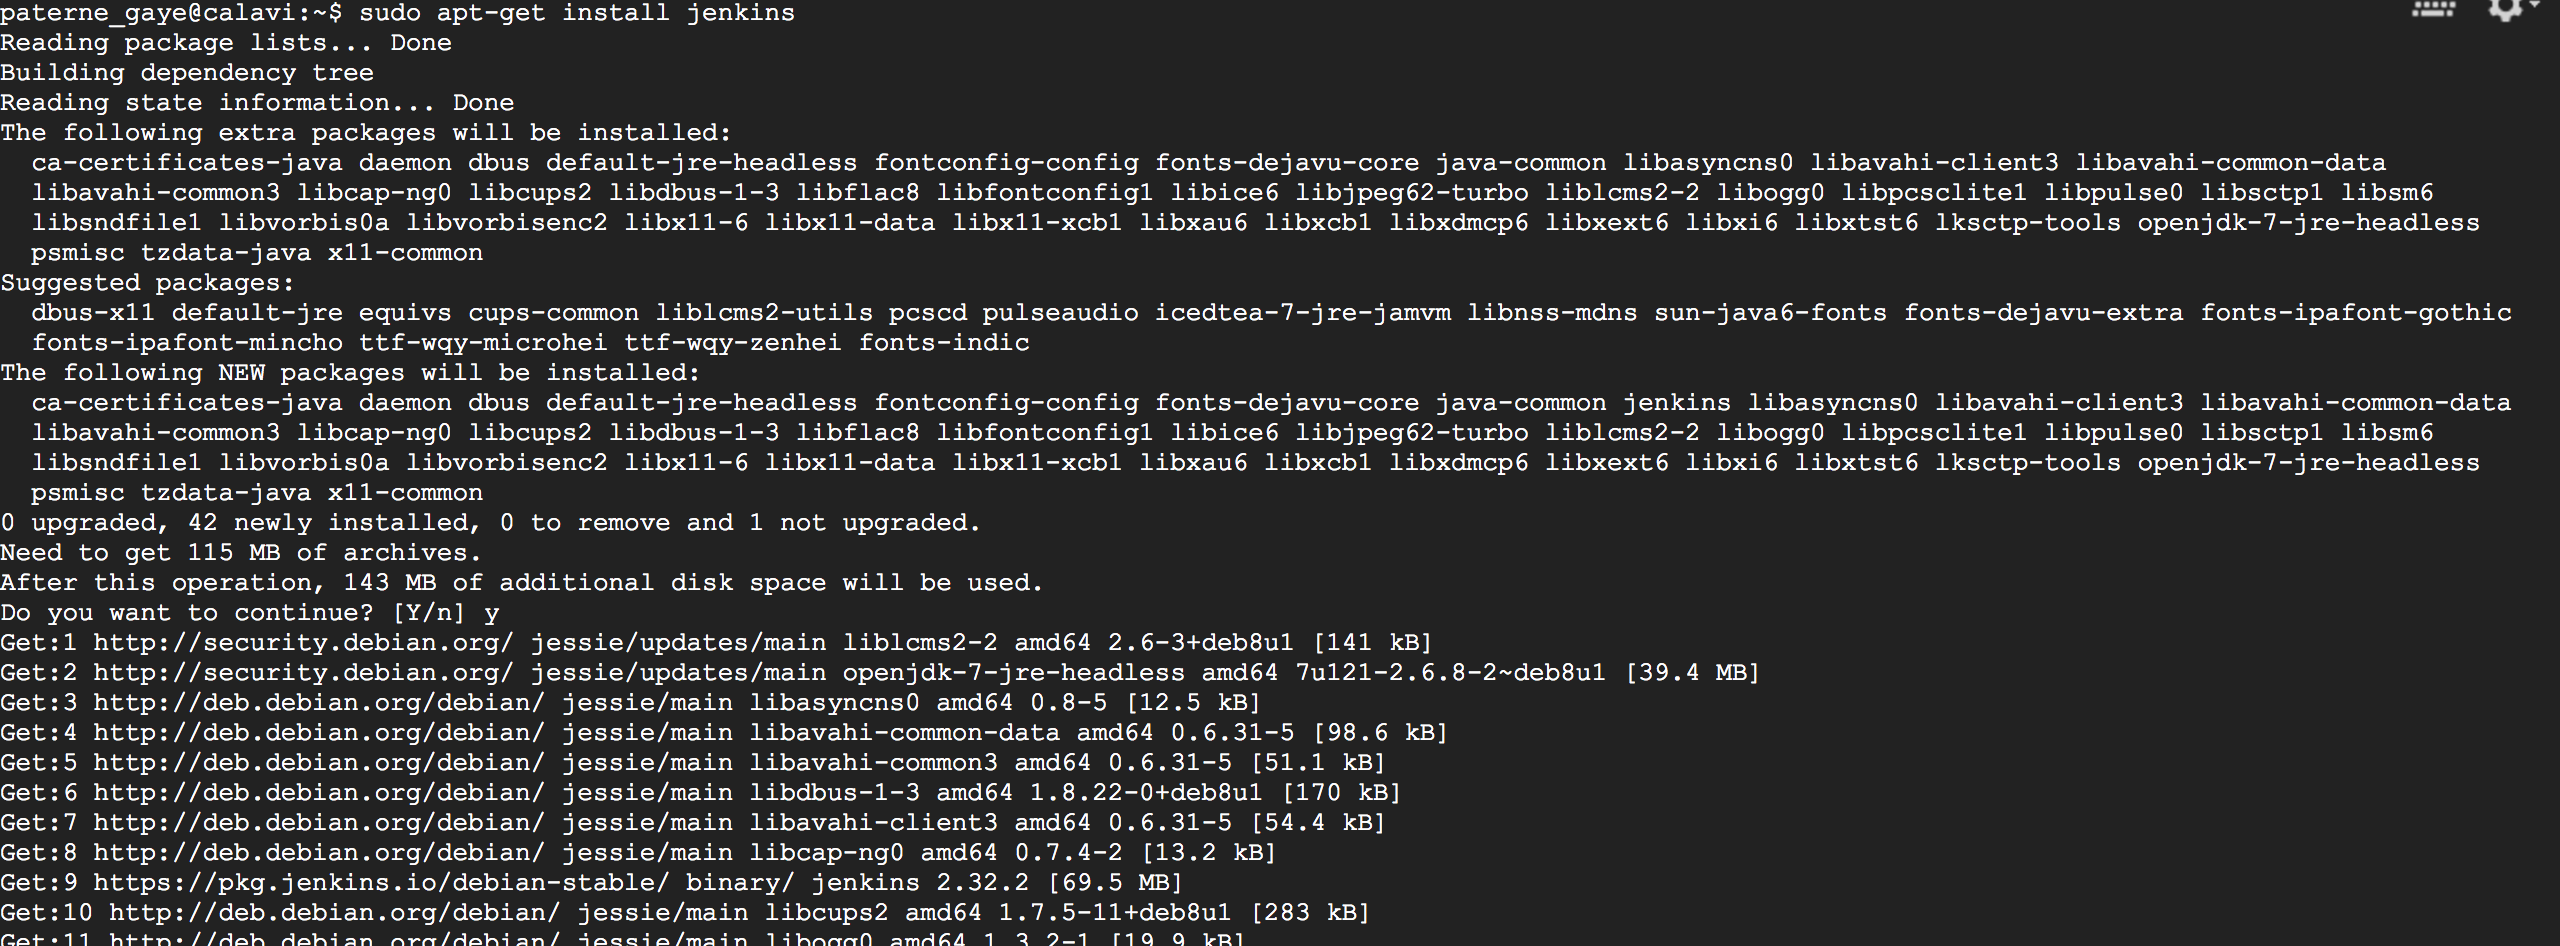 paterne_gaye@calavi:~$ sudo apt-get install jenkins
Reading package lists... Done
Building dependency tree
Reading state information... Done
The following extra packages will be installed:
  ca-certificates-java daemon dbus default-jre-headless fontconfig-config fonts-dejavu-core java-common libasyncns0 libavahi-client3 libavahi-common-data
  libavahi-common3 libcap-ng0 libcups2 libdbus-1-3 libflac8 libfontconfig1 libice6 libjpeg62-turbo liblcms2-2 libogg0 libpcsclite1 libpulse0 libsctp1 libsm6
  libsndfile1 libvorbis0a libvorbisenc2 libx11-6 libx11-data libx11-xcb1 libxau6 libxcb1 libxdmcp6 libxext6 libxi6 libxtst6 lksctp-tools openjdk-7-jre-headless
  psmisc tzdata-java x11-common
Suggested packages:
  dbus-x11 default-jre equivs cups-common liblcms2-utils pcscd pulseaudio icedtea-7-jre-jamvm libnss-mdns sun-java6-fonts fonts-dejavu-extra fonts-ipafont-gothic
  fonts-ipafont-mincho ttf-wqy-microhei ttf-wqy-zenhei fonts-indic
The following NEW packages will be installed:
  ca-certificates-java daemon dbus default-jre-headless fontconfig-config fonts-dejavu-core java-common jenkins libasyncns0 libavahi-client3 libavahi-common-data
  libavahi-common3 libcap-ng0 libcups2 libdbus-1-3 libflac8 libfontconfig1 libice6 libjpeg62-turbo liblcms2-2 libogg0 libpcsclite1 libpulse0 libsctp1 libsm6
  libsndfile1 libvorbis0a libvorbisenc2 libx11-6 libx11-data libx11-xcb1 libxau6 libxcb1 libxdmcp6 libxext6 libxi6 libxtst6 lksctp-tools openjdk-7-jre-headless
  psmisc tzdata-java x11-common
0 upgraded, 42 newly installed, 0 to remove and 1 not upgraded.
Need to get 115 MB of archives.
After this operation, 143 MB of additional disk space will be used.
Do you want to continue? [Y/n] y
Get:1 http://security.debian.org/ jessie/updates/main liblcms2-2 amd64 2.6-3+deb8u1 [141 kB]
Get:2 http://security.debian.org/ jessie/updates/main openjdk-7-jre-headless amd64 7u121-2.6.8-2~deb8u1 [39.4 MB]
Get:3 http://deb.debian.org/debian/ jessie/main libasyncns0 amd64 0.8-5 [12.5 kB]
Get:4 http://deb.debian.org/debian/ jessie/main libavahi-common-data amd64 0.6.31-5 [98.6 kB]
Get:5 http://deb.debian.org/debian/ jessie/main libavahi-common3 amd64 0.6.31-5 [51.1 kB]
Get:6 http://deb.debian.org/debian/ jessie/main libdbus-1-3 amd64 1.8.22-0+deb8u1 [170 kB]
Get:7 http://deb.debian.org/debian/ jessie/main libavahi-client3 amd64 0.6.31-5 [54.4 kB]
Get:8 http://deb.debian.org/debian/ jessie/main libcap-ng0 amd64 0.7.4-2 [13.2 kB]
Get:9 https://pkg.jenkins.io/debian-stable/ binary/ jenkins 2.32.2 [69.5 MB]
Get:10 http://deb.debian.org/debian/ jessie/main libcups2 amd64 1.7.5-11+deb8u1 [283 kB]
Get:11 http://deb.debian.org/debian/ jessie/main libogg0 amd64 1.3.2-1 [19.9 kB]